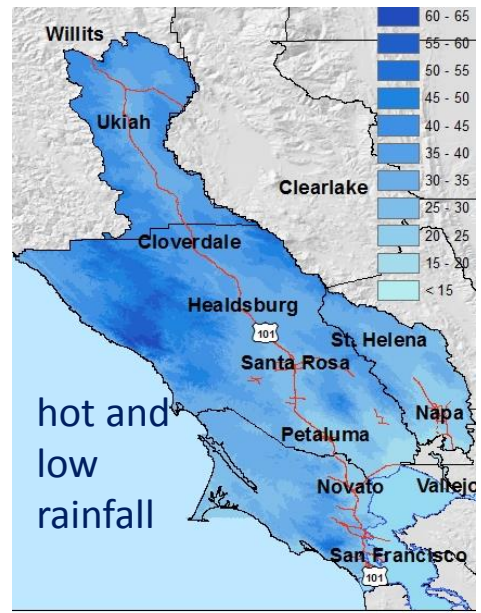 Willits
60 - 65
55 - 60
50 - 55
45 - 50
40 - 45
35 - 40
30 - 35
25 - 30
20 - 25
15 - 20
< 15
Ukiah
Clearlake
Cloverdale
Healdsburg
101
St. Helena
Santa Rosa
hot and
low
rainfall
Napa
Petaluma
Novato
Vallejo
San Francisco
101